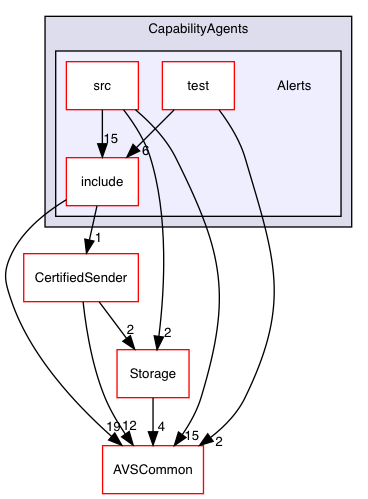 CapabilityAgents
src
test
Alerts
15
6
include
1
CertifiedSender
2
2
Storage
19
12
4
15
2
AVSCommon